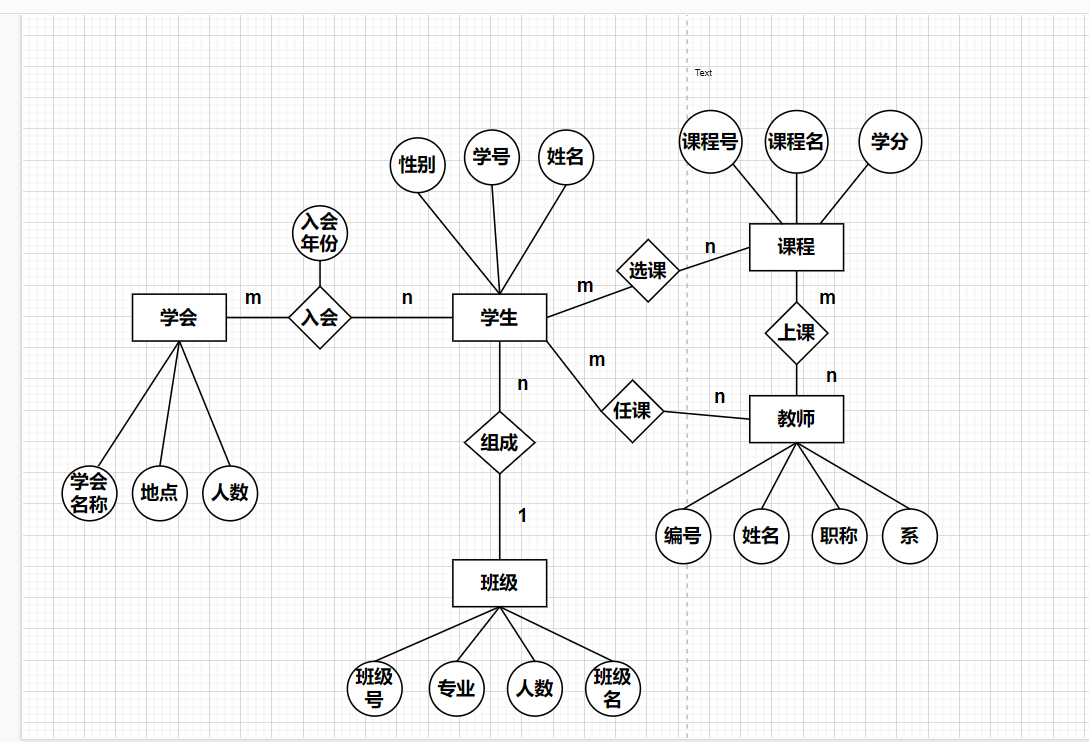 Text
课程号
课程名
学分
性别
学号
姓名
入会
年份
课程
选课
n
m
学会
m
入会
n
学生
m
上课
n
m
任课
n
教师
n
组成
1
学会
名称
地点
人数
编号
姓名
职称
系
班级
班级
号
专业
人数
班级
名